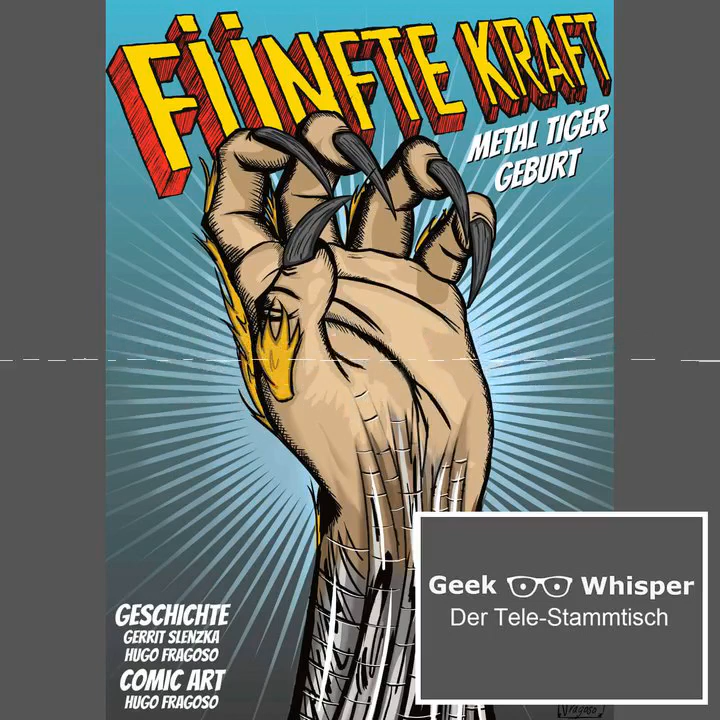 FÜNFTE KRAFT
METAL TIGER
GEBURT
GESCHICHTE
GERRIT SLENZKA
HUGO FRAGOSO
COMIC ART
HUGO FRAGOSO
Geek Whisper
Der Tele-Stammtisch
Fragoso